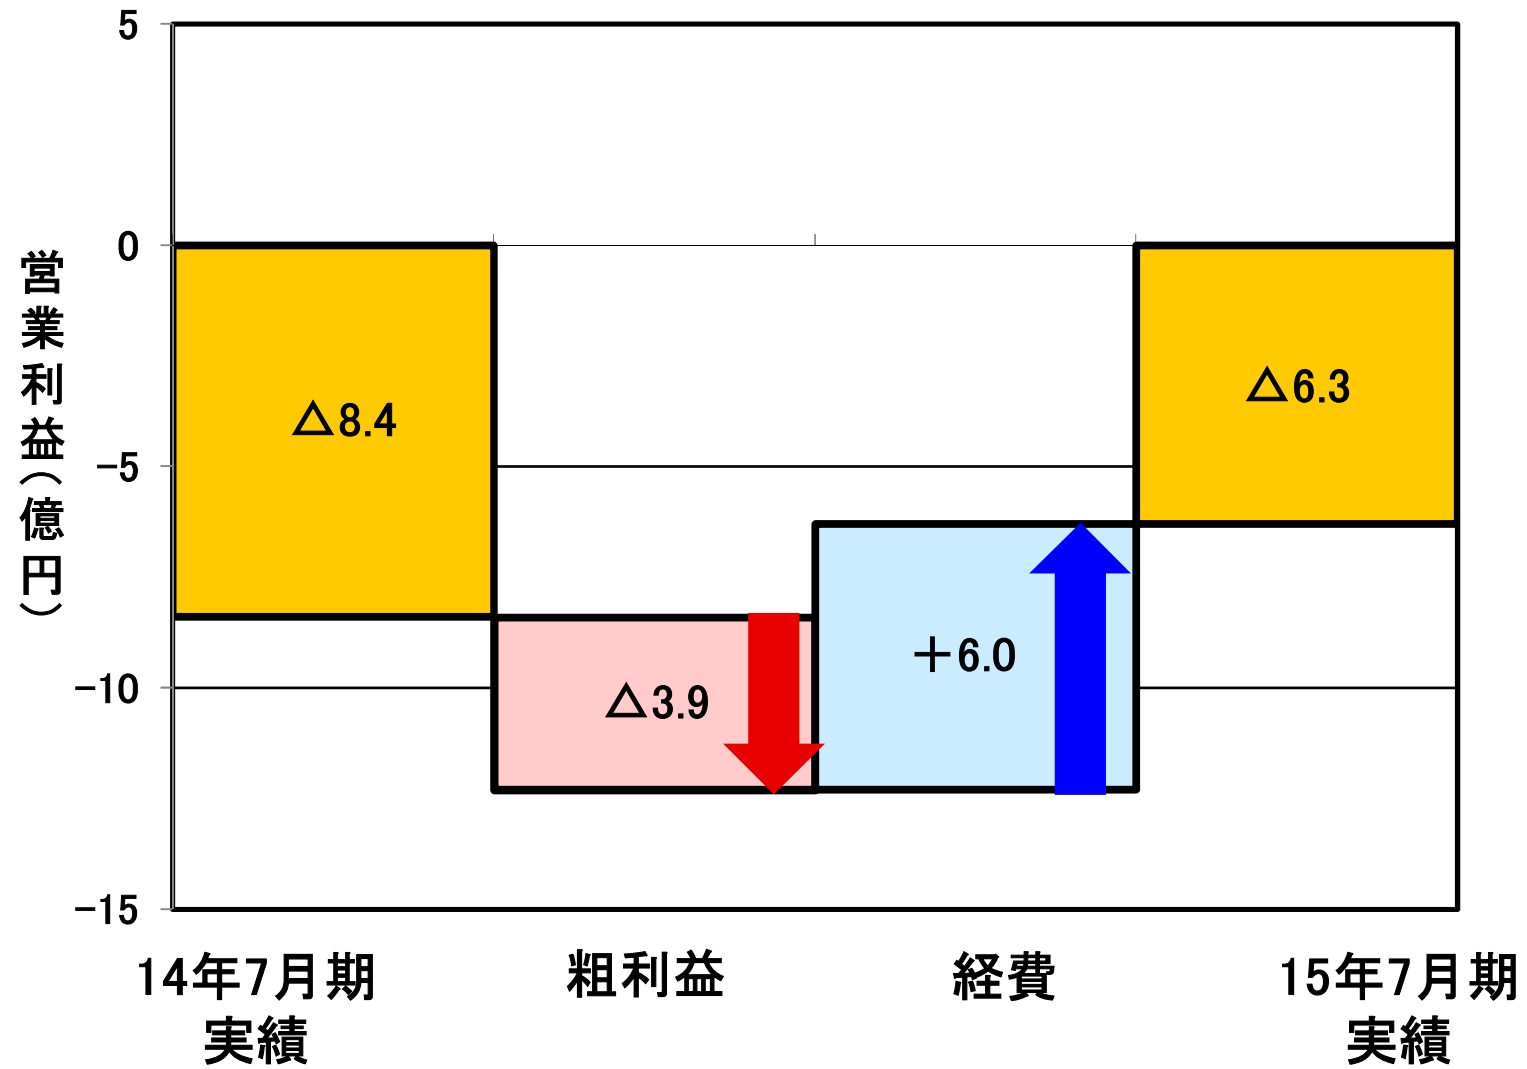 営業利益(億円)
5
0
-5
-10
-15
△8.4
△3.9
+6.0
△6.3
14年7月期
実績
粗利益
経費
15年7月期
実績